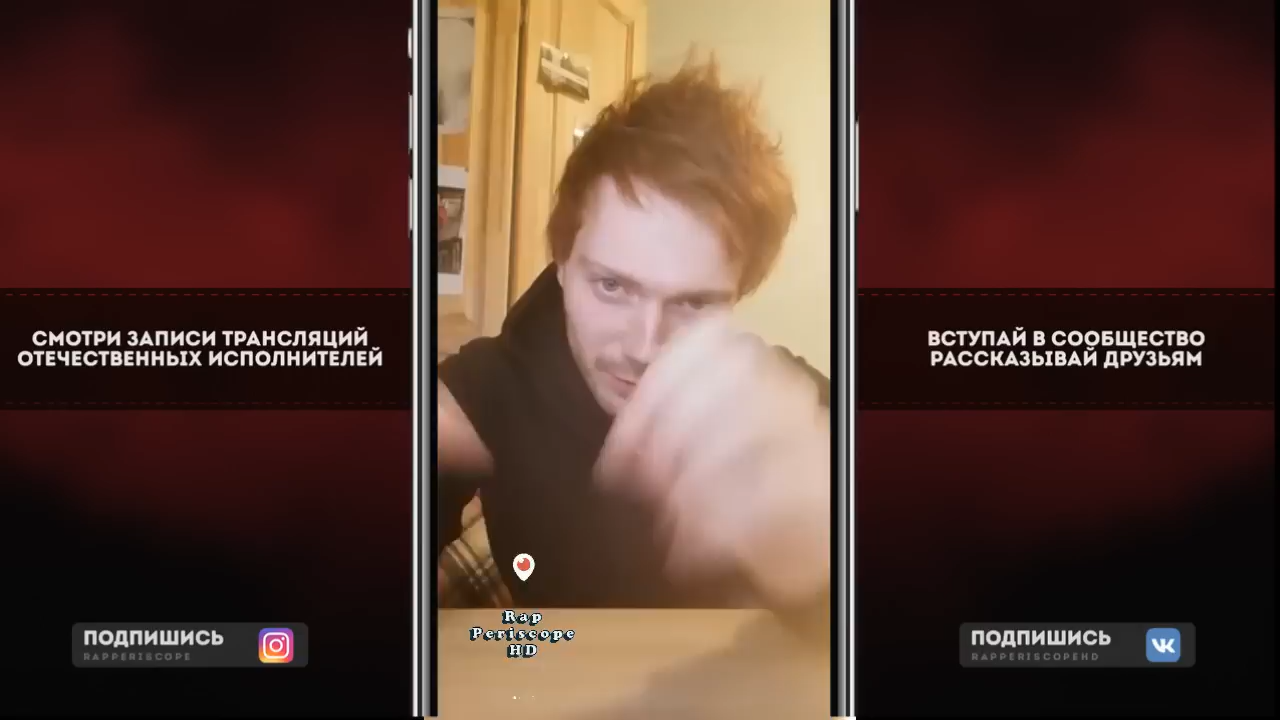 СМОТРИ ЗАПИСИ ТРАНСЛЯЦИЙ
ОТЕЧЕСТВЕННЫХ ИСПОЛНИТЕЛЕЙ
ВСТУПАЙ В СООБЩЕСТВО
РАССКАЗЫВАЙ ДРУЗЬЯМ
Rap
Periscope
HD
ПОДПИШИСЬ
RAPPERISCOPE
ПОДПИШИСЬ
RAPPERISCOPEHD